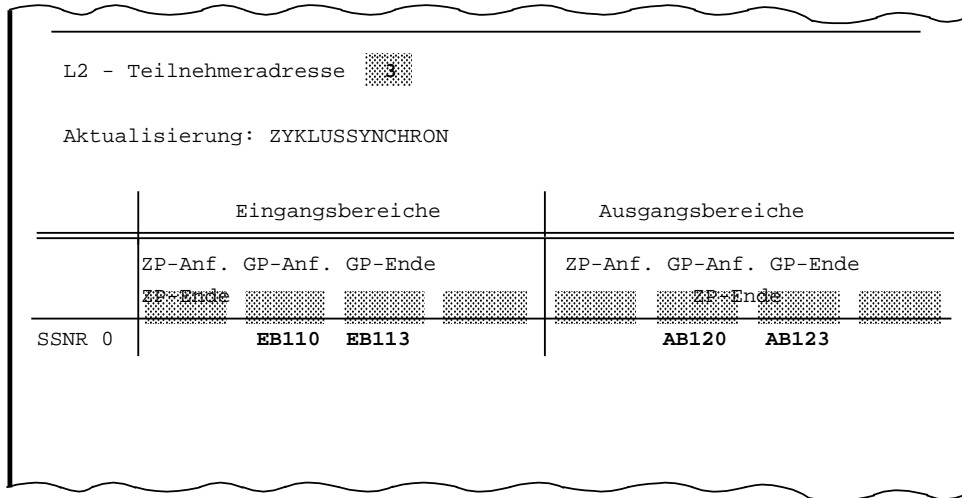 L2 - Teilnehmeradresse 3
Aktualisierung: ZYKLUSSYNCHRON
Eingangsbereiche Ausgangsbereiche
ZP-Anf. GP-Anf. GP-Ende ZP-Anf. GP-Anf. GP-Ende
ZP-Ende ZP-Ende
SSNR 0 EB110 EB113 AB120 AB123